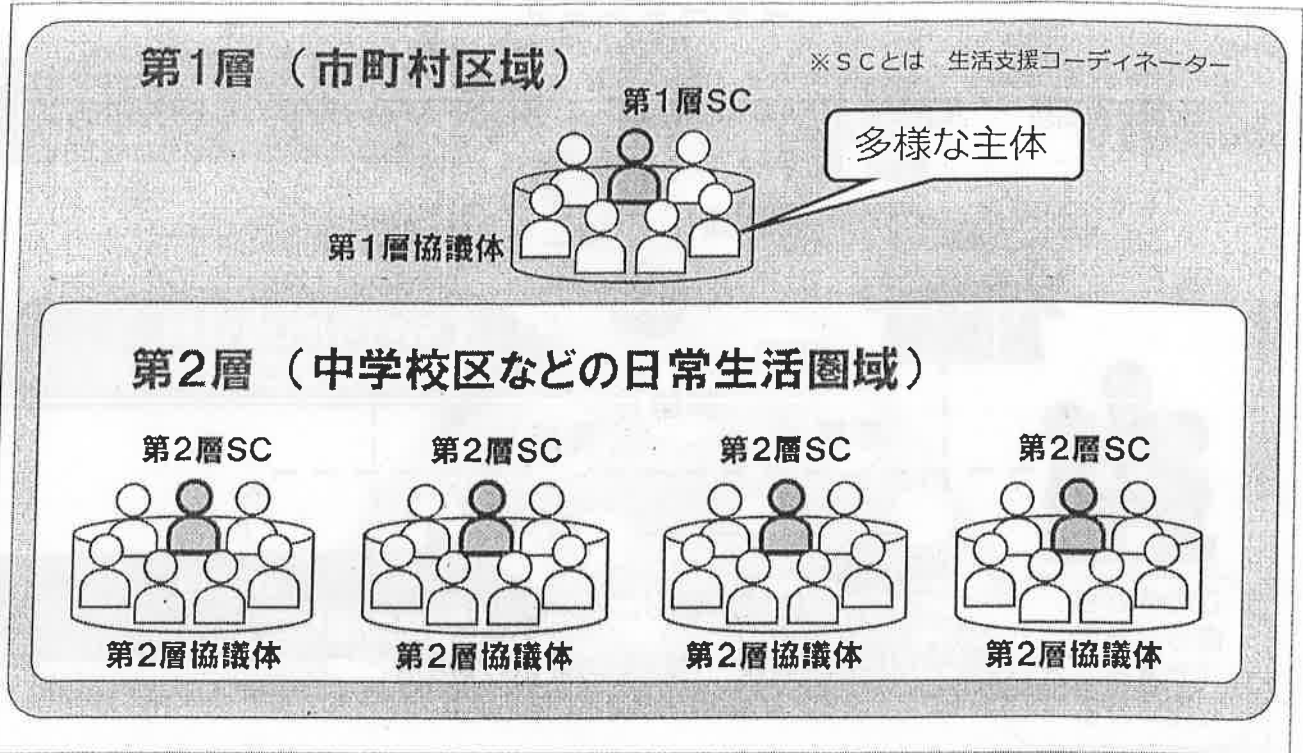 第1層（市町村区域）
※SCとは　生活支援コーディネーター
第1層SC
多様な主体
第1層協議体
第2層（中学校区などの日常生活圏域）
第2層SC
第2層SC
第2層SC
第2層SC
第2層協議体
第2層協議体
第2層協議体
第2層協議体